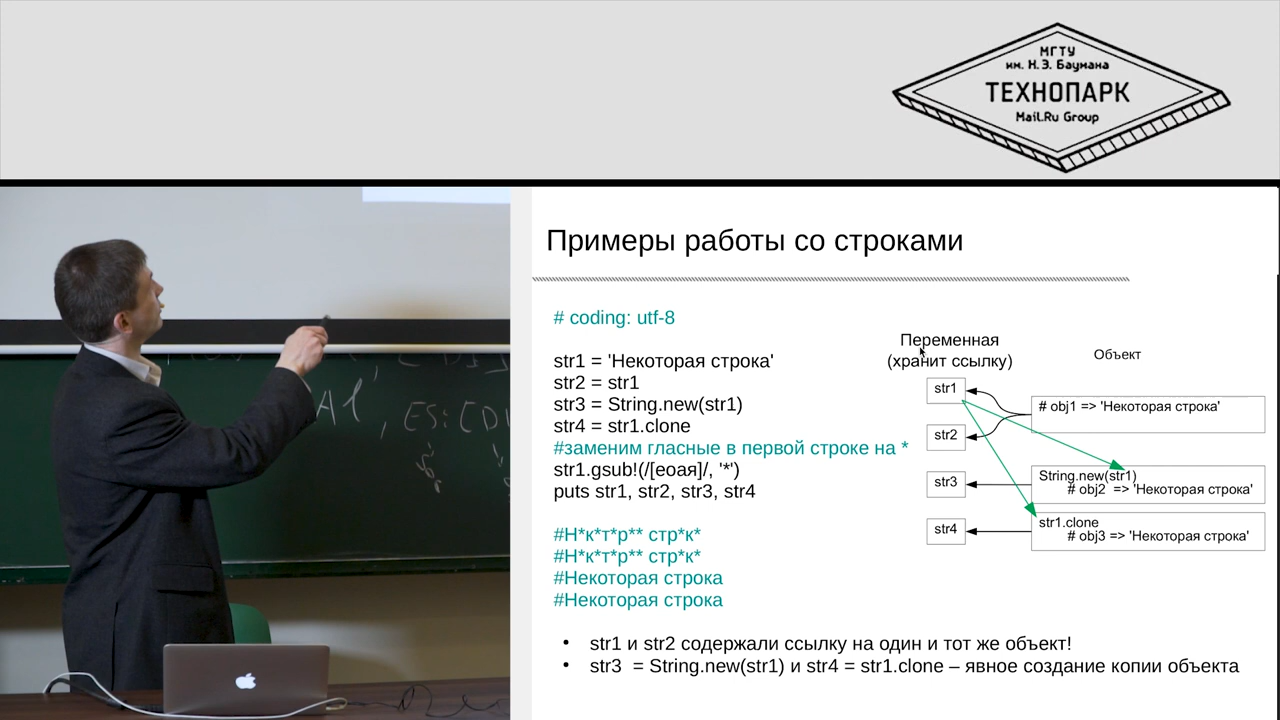 МГТУ
им. Н.Э. Баумана
ТЕХНОПАРК
Mail.Ru Group
Примеры работы со строками
# coding: utf-8
str1 = 'Некоторая строка'
str2 = str1
str3 = String.new(str1)
str4 = str1.clone
#заменим гласные в первой строке на *
str1.gsub!(/[еоая]/, '*')
puts str1, str2, str3, str4
#Н*к*т*р** стр*к*
#Н*к*т*р** стр*к*
#Некоторая строка
#Некоторая строка
Переменная
(хранит ссылку)
Объект
str1
# obj1 => 'Некоторая строка'
str2
str3
String.new(str1)
# obj2 => 'Некоторая строка'
str4
str1.clone
# obj3 => 'Некоторая строка'
• str1 и str2 содержали ссылку на один и тот же объект!
• str3 = String.new(str1) и str4 = str1.clone – явное создание копии объекта